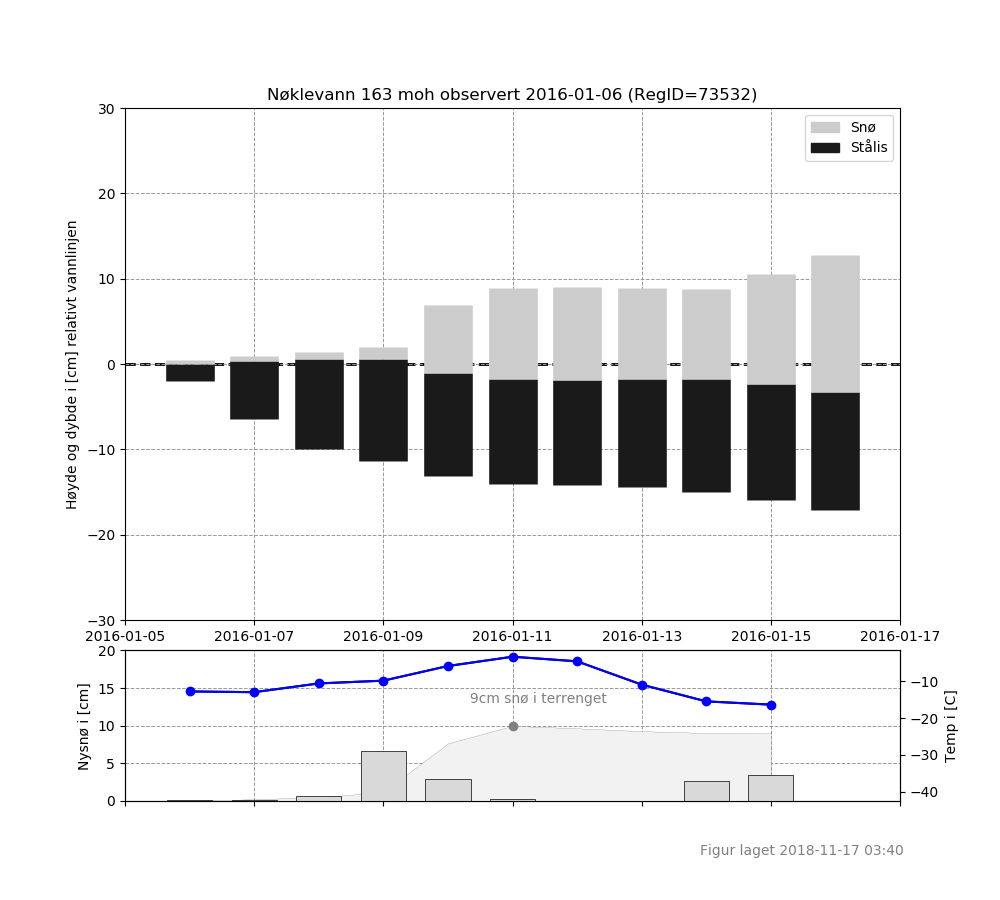 Nøklevann 163 moh observert 2016-01-06 (RegID=73532)
Snø
Stålis
Høyde og dybde i [cm] relativt vannlinjen
30
20
10
0
−10
−20
−30
2016-01-05 2016-01-07 2016-01-09 2016-01-11 2016-01-13 2016-01-15 2016-01-17
Nysnø i [cm]
20
15
10
5
0
9cm snø i terrenget
−10
−20
−30
−40
Temp i [C]
Figur laget 2018-11-17 03:40